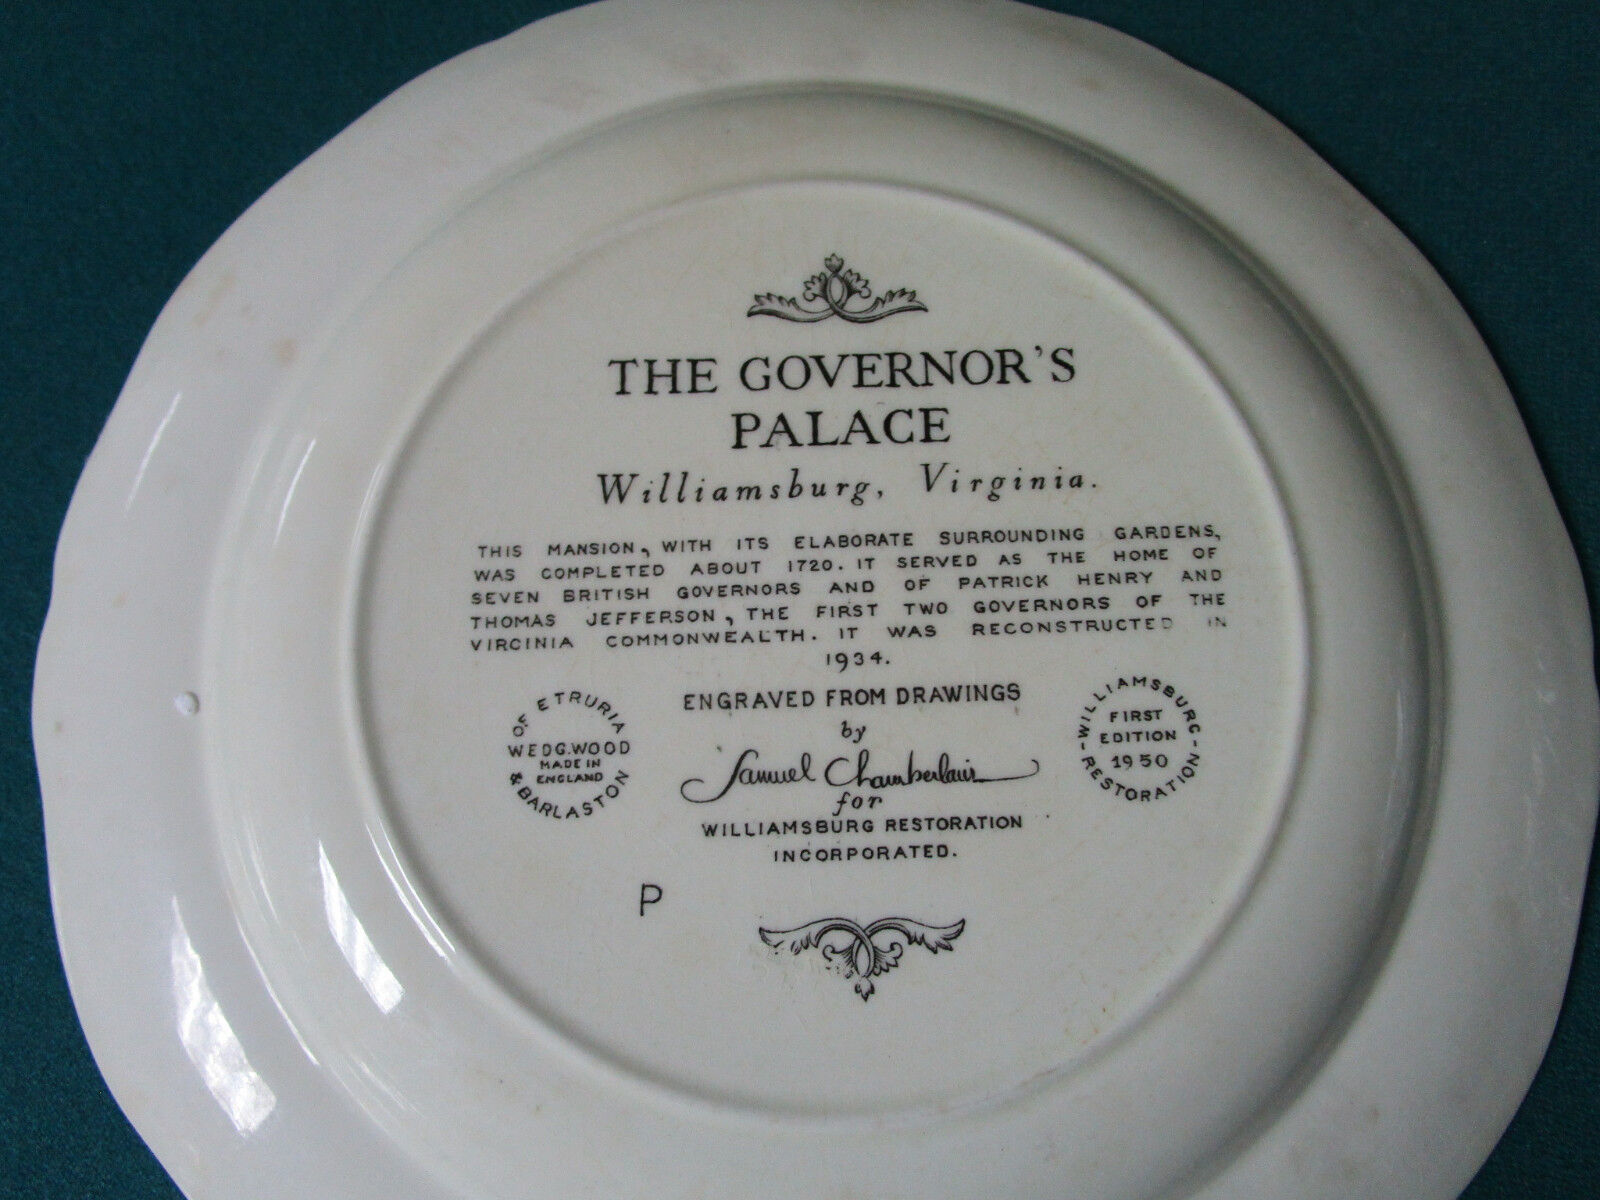 THE GOVERNOR'S
PALACE
Williamsburg, Virginia.
THIS MANSION, WITH ITS ELABORATE SURROUNDING GARDENS,
WAS COMPLETED ABOUT 1720. IT SERVED AS THE HOME OF
SEVEN BRITISH GOVERNORS AND OF PATRICK HENRY AND
THOMAS JEFFERSON, THE FIRST TWO GOVERNORS OF THE
VIRGINIA COMMONWEALTH. IT WAS RECONSTRUCTED IN
1934.
OF ETRURIA
WEDGWOOD
MADE IN
ENGLAND
& BARLASTON
ENGRAVED FROM DRAWINGS
by
Samuel Chamberlain
for
WILLIAMSBURG RESTORATION
INCORPORATED.
-WILLIAMSBURG-
FIRST
EDITION
1950
RESTORATION
P